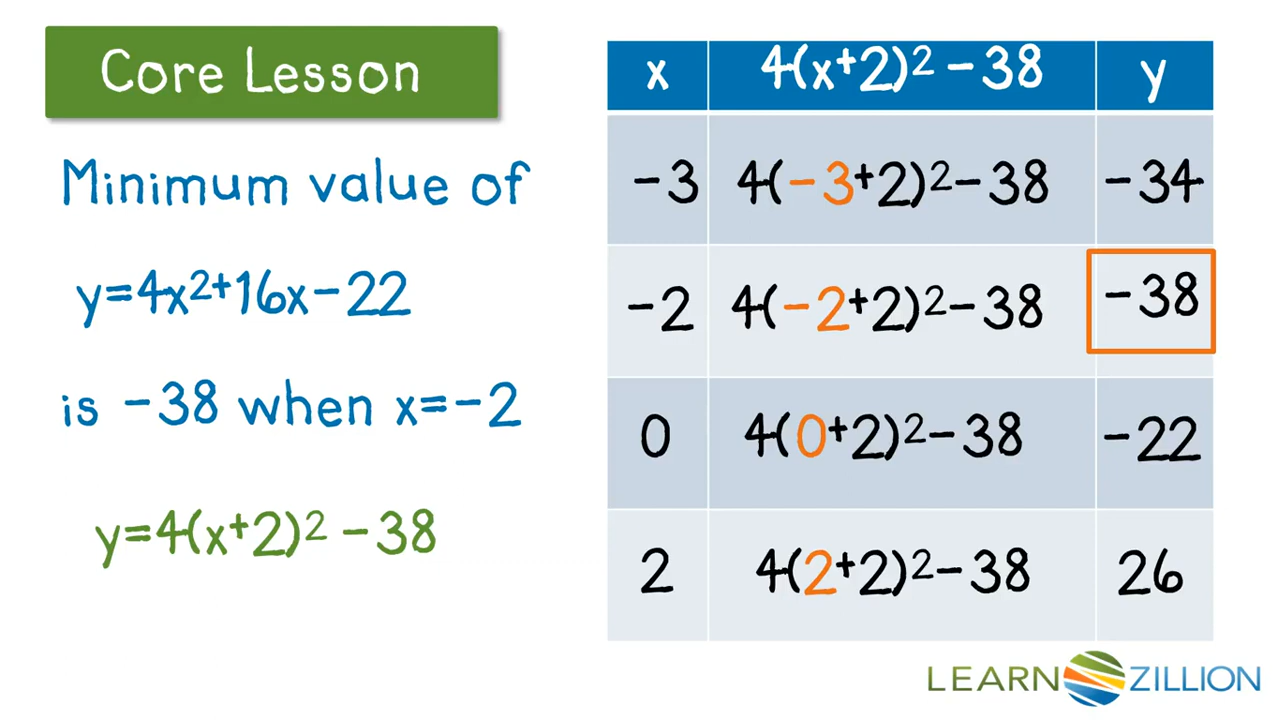 Core Lesson
Minimum value of
y=4x²+16x-22
is -38 when x=-2
y=4(x+2)² -38
x 4(x+2)² -38 y
-3 4(-3+2)²-38 -34
-2 4(-2+2)²-38 -38
0 4(0+2)²-38 -22
2 4(2+2)²-38 26
LEARN ZILLION